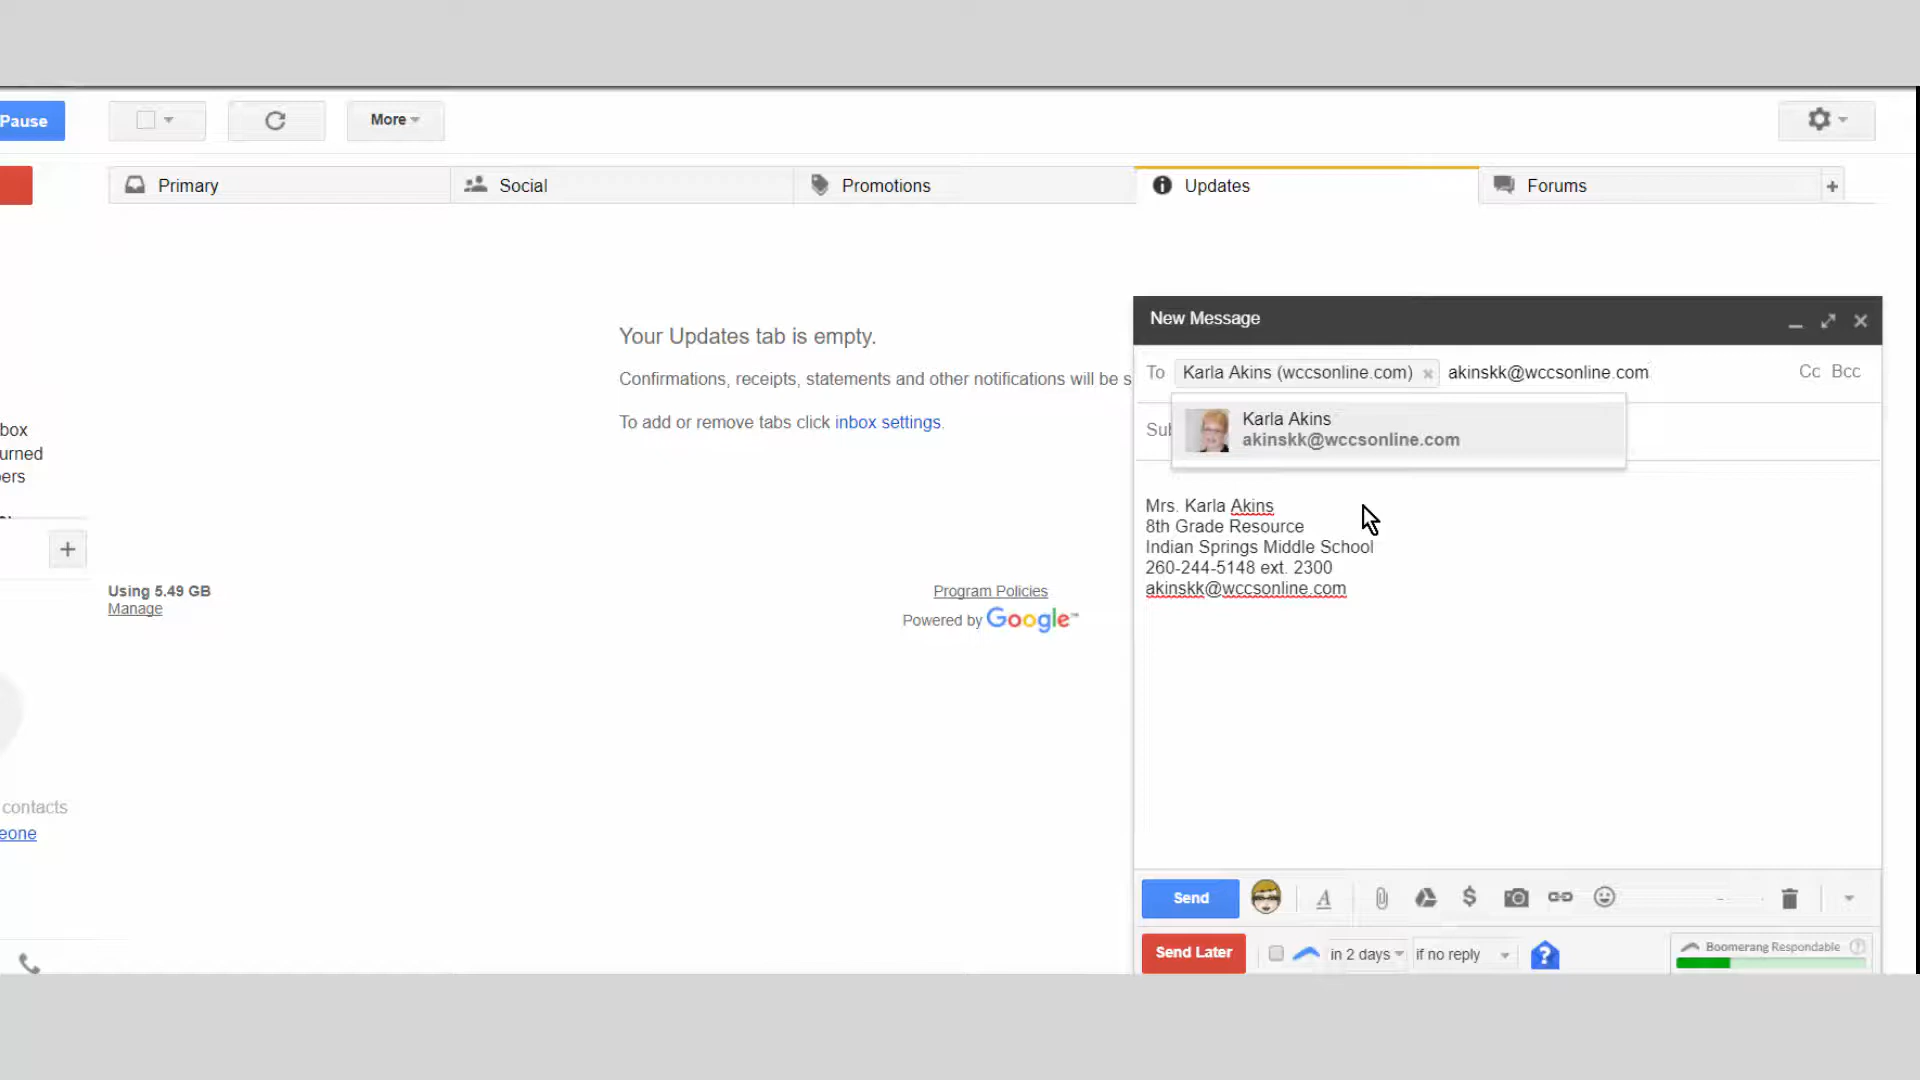 Pause
More
Primary
Social
Promotions
Updates
Forums
+
Your Updates tab is empty.
Confirmations, receipts, statements and other notifications will be s
To add or remove tabs click inbox settings.
box
urned
pers
+
Using 5.49 GB
Manage
Program Policies
Powered by Google™
contacts
eone
New Message
To Karla Akins (wccsonline.com) × akinskk@wccsonline.com Cc Bcc
Sub
Karla Akins
akinskk@wccsonline.com
Mrs. Karla Akins
8th Grade Resource
Indian Springs Middle School
260-244-5148 ext. 2300
akinskk@wccsonline.com
Send
Send Later
in 2 days
if no reply
?
Boomerang Respondable ?